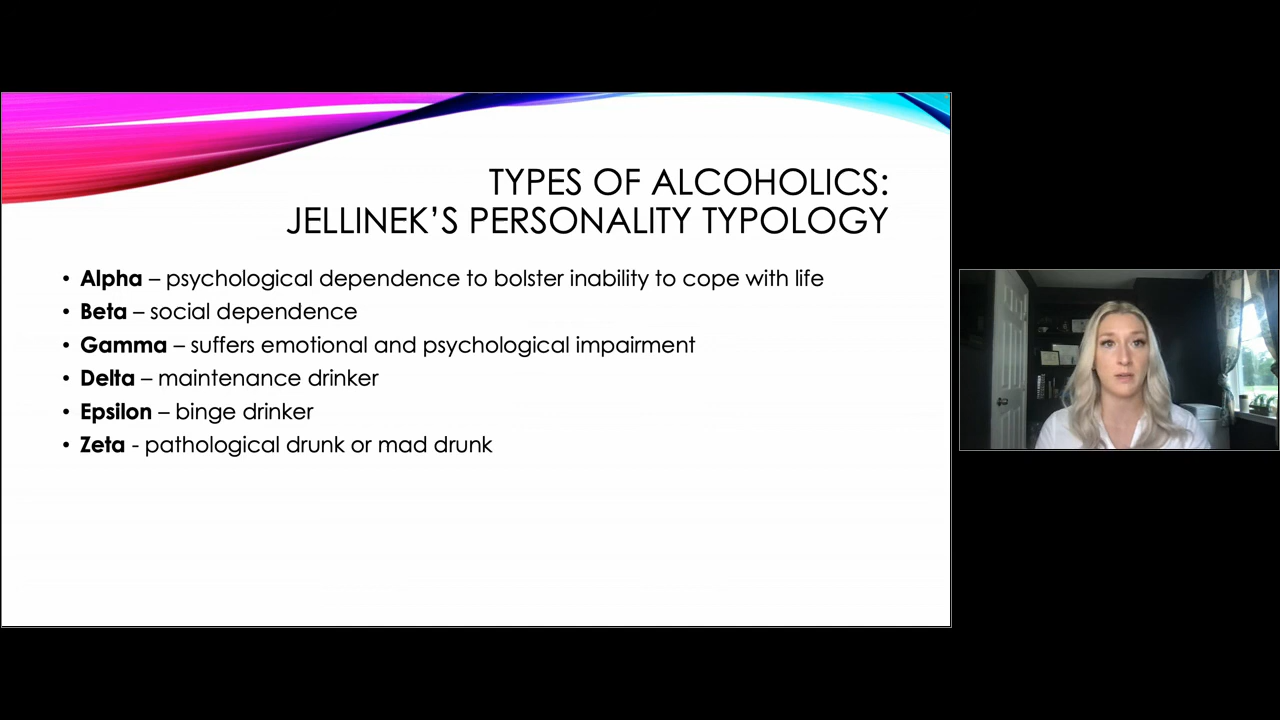 TYPES OF ALCOHOLICS:
JELLINEK'S PERSONALITY TYPOLOGY
• Alpha – psychological dependence to bolster inability to cope with life
• Beta – social dependence
• Gamma – suffers emotional and psychological impairment
• Delta – maintenance drinker
• Epsilon – binge drinker
• Zeta - pathological drunk or mad drunk